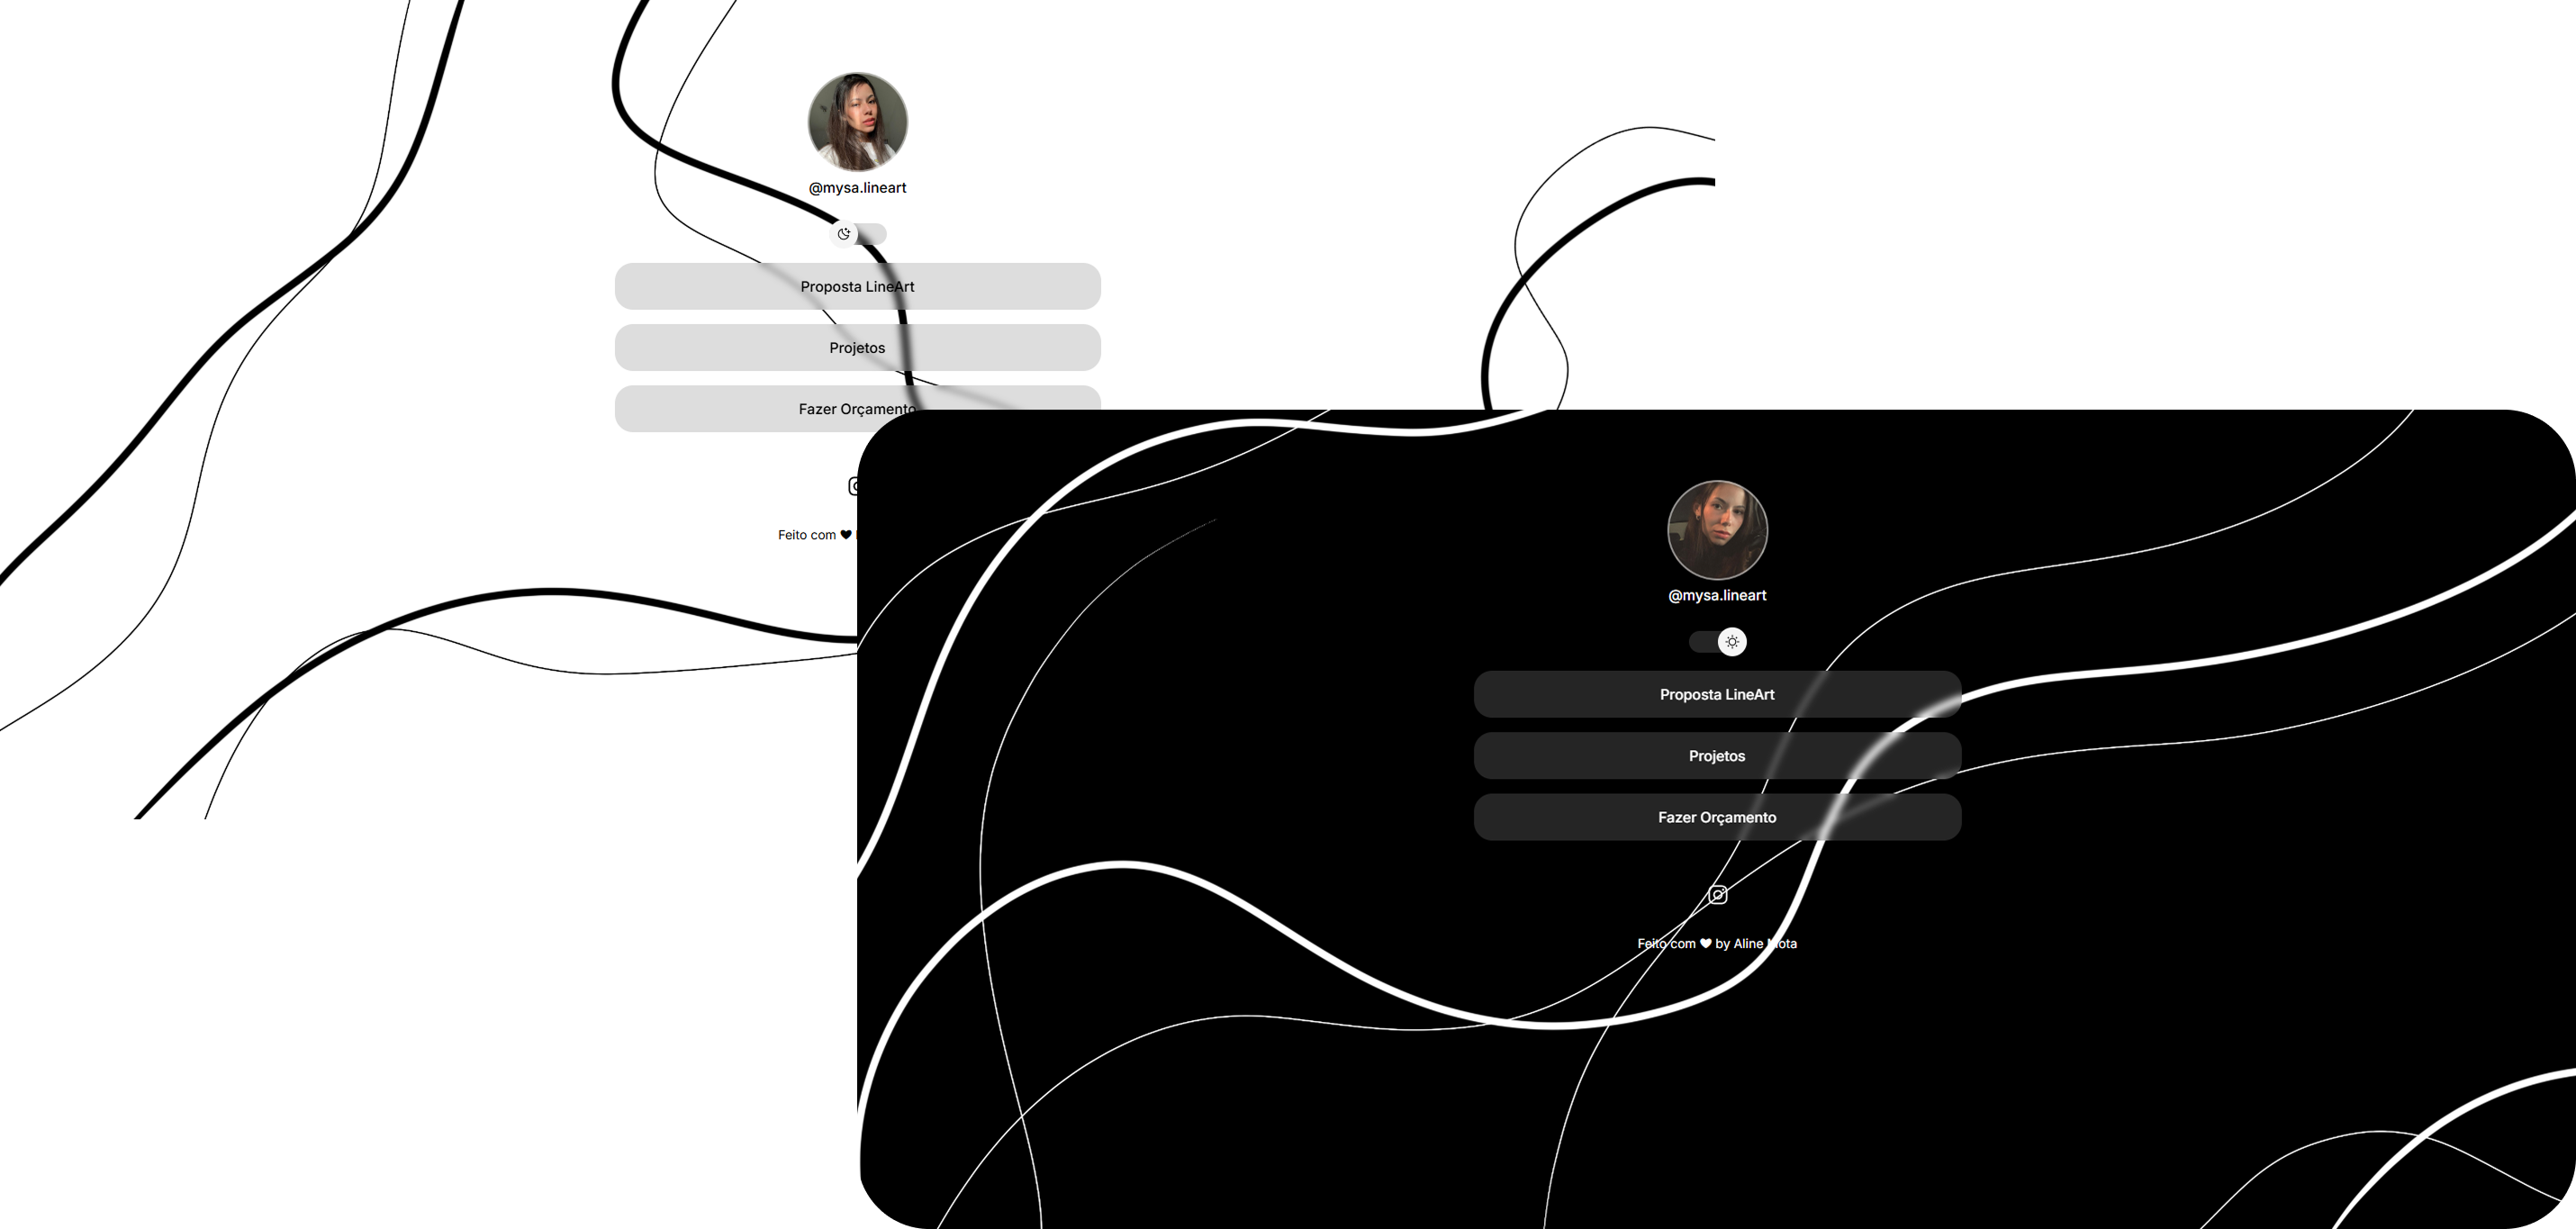 @mysa.lineart
Proposta LineArt
Projetos
Fazer Orçamento
Feito com ♥
@mysa.lineart
Proposta LineArt
Projetos
Fazer Orçamento
Feito com ♥ by Aline Mota